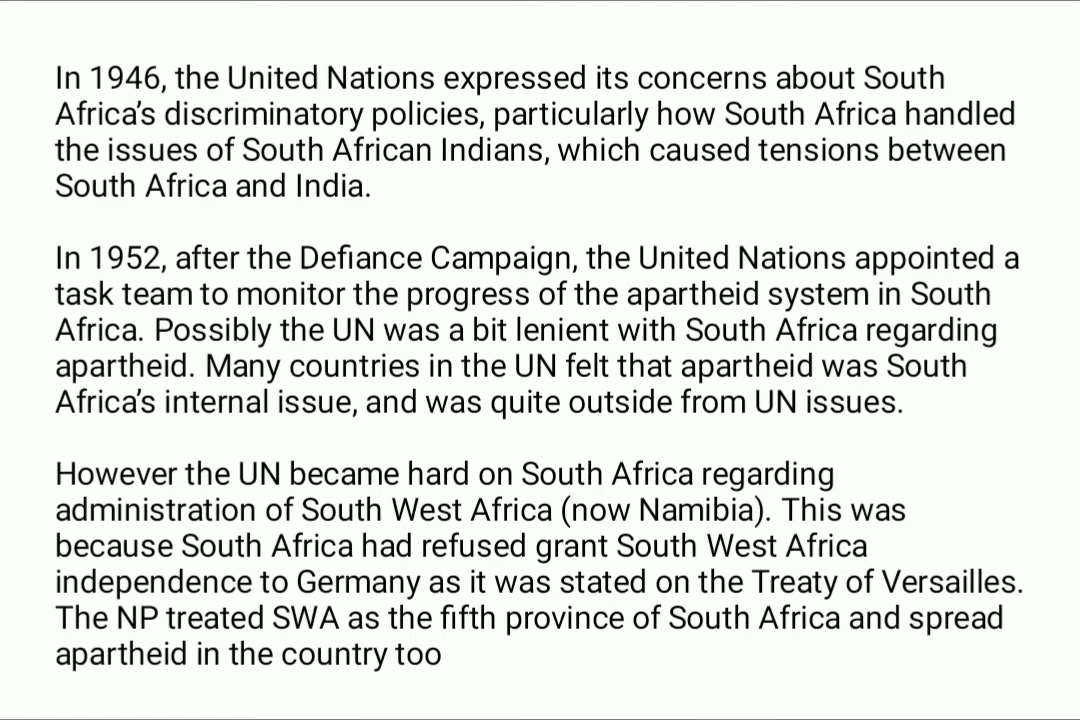 In 1946, the United Nations expressed its concerns about South
Africa's discriminatory policies, particularly how South Africa handled
the issues of South African Indians, which caused tensions between
South Africa and India.
In 1952, after the Defiance Campaign, the United Nations appointed a
task team to monitor the progress of the apartheid system in South
Africa. Possibly the UN was a bit lenient with South Africa regarding
apartheid. Many countries in the UN felt that apartheid was South
Africa's internal issue, and was quite outside from UN issues.
However the UN became hard on South Africa regarding
administration of South West Africa (now Namibia). This was
because South Africa had refused grant South West Africa
independence to Germany as it was stated on the Treaty of Versailles.
The NP treated SWA as the fifth province of South Africa and spread
apartheid in the country too